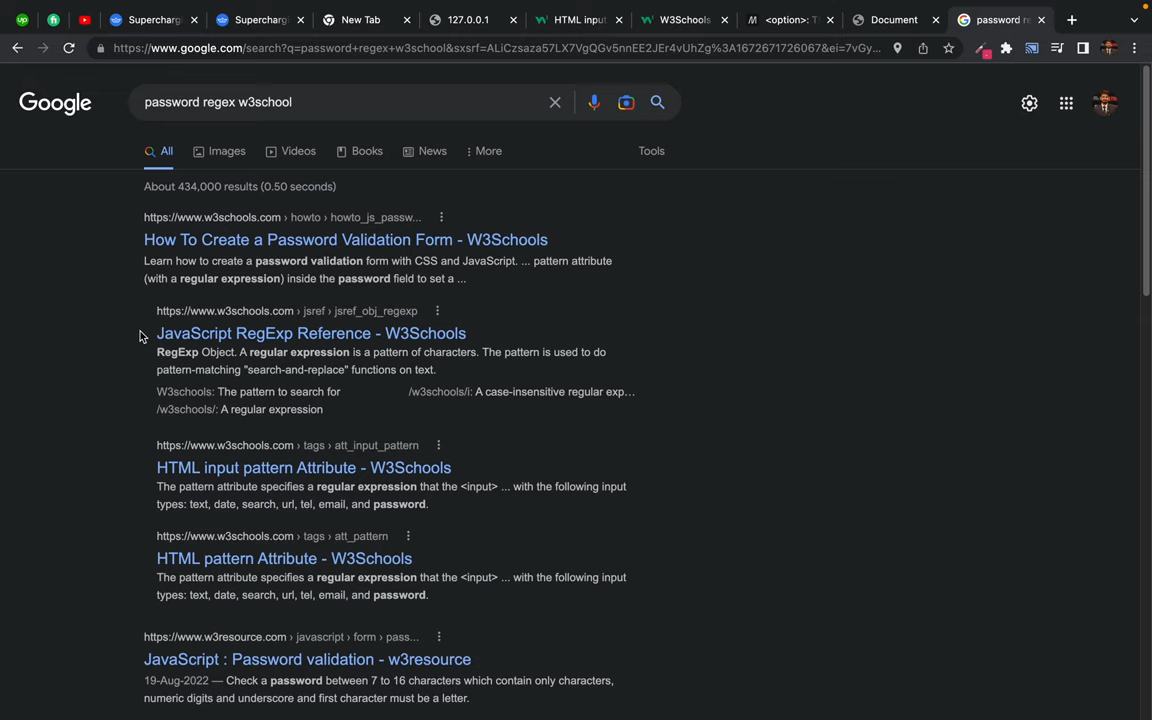 Supercharg
Supercharg
New Tab
127.0.0.1
HTML input
W3Schools
<option>: T
Document
password re
https://www.google.com/search?q=password+regex+w3school&sxsrf=ALiCzsaza57LX7VgQGv5nnEE2JEr4vUhZg%3A1672671726067&ei=7vGy...
Google
password regex w3school
All
Images
Videos
Books
News
More
Tools
About 434,000 results (0.50 seconds)
https://www.w3schools.com › howto › howto_js_passw...
How To Create a Password Validation Form - W3Schools
Learn how to create a password validation form with CSS and JavaScript. ... pattern attribute
(with a regular expression) inside the password field to set a ...
https://www.w3schools.com › jsref › jsref_obj_regexp
JavaScript RegExp Reference - W3Schools
RegExp Object. A regular expression is a pattern of characters. The pattern is used to do
pattern-matching "search-and-replace" functions on text.
W3schools: The pattern to search for
/w3schools/i: A case-insensitive regular exp...
/w3schools/: A regular expression
https://www.w3schools.com › tags › att_input_pattern
HTML input pattern Attribute - W3Schools
The pattern attribute specifies a regular expression that the <input> ... with the following input
types: text, date, search, url, tel, email, and password.
https://www.w3schools.com › tags › att_pattern
HTML pattern Attribute - W3Schools
The pattern attribute specifies a regular expression that the <input> ... with the following input
types: text, date, search, url, tel, email, and password.
https://www.w3resource.com › javascript › form › pass...
JavaScript : Password validation - w3resource
19-Aug-2022 — Check a password between 7 to 16 characters which contain only characters,
numeric digits and underscore and first character must be a letter.